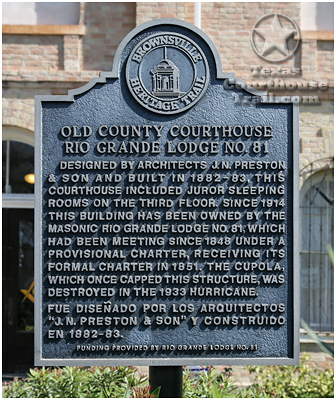 BROWNSVILLE
HERITAGE TRAIL
Texas
Courthouse
Trail.com
OLD COUNTY COURTHOUSE
RIO GRANDE LODGE NO. 81
DESIGNED BY ARCHITECTS J.N. PRESTON
& SON AND BUILT IN 1882-83, THIS
COURTHOUSE INCLUDED JUROR SLEEPING
ROOMS ON THE THIRD FLOOR. SINCE 1914
THIS BUILDING HAS BEEN OWNED BY THE
MASONIC RIO GRANDE LODGE NO. 81, WHICH
HAD BEEN MEETING SINCE 1848 UNDER A
PROVISIONAL CHARTER, RECEIVING ITS
FORMAL CHARTER IN 1851. THE CUPOLA,
WHICH ONCE CAPPED THIS STRUCTURE, WAS
DESTROYED IN THE 1933 HURRICANE.
FUE DISEÑADO POR LOS ARQUITECTOS
"J.N. PRESTON & SON" Y CONSTRUIDO
EN 1882-83.
FUNDING PROVIDED BY RIO GRANDE LODGE NO. 81